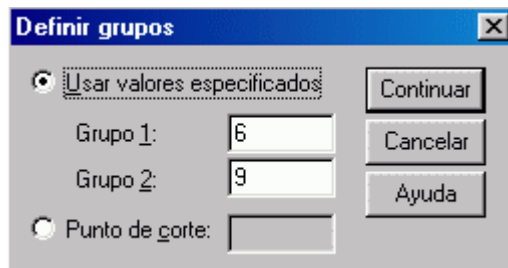 Definir grupos
Usar valores especificados
Continuar
Grupo 1: 6
Cancelar
Grupo 2: 9
Ayuda
Punto de corte: